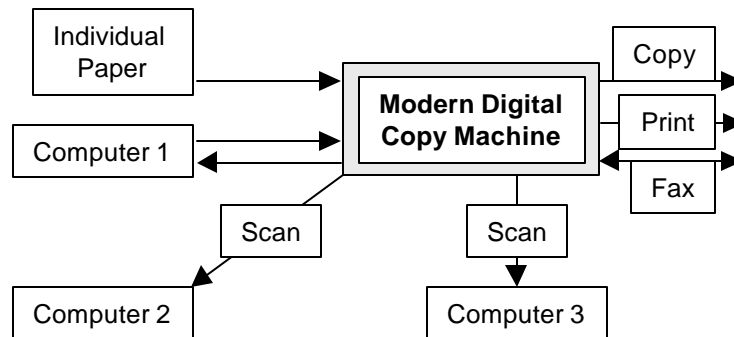 Individual
Paper
Copy
Modern Digital
Copy Machine
Print
Computer 1
Fax
Scan
Scan
Computer 2
Computer 3